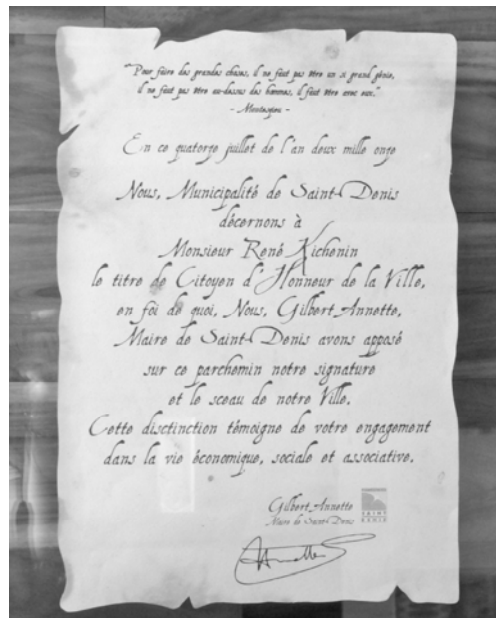 "Pour faire des grandes choses, il ne faut pas être un si grand génie,
il ne faut pas être au-dessus des hommes, il faut être avec eux."
- Montesquieu -
En ce quatorze juillet de l'an deux mille onze
Nous, Municipalité de Saint-Denis
décernons à
Monsieur René Kichenin
le titre de Citoyen d'Honneur de la Ville,
en foi de quoi, Nous, Gilbert Annette,
Maire de Saint-Denis avons apposé
sur ce parchemin notre signature
et le sceau de notre Ville.
Cette distinction témoigne de votre engagement
dans la vie économique, sociale et associative.
Gilbert Annette
Maire de Saint-Denis
SAINT
DENIS